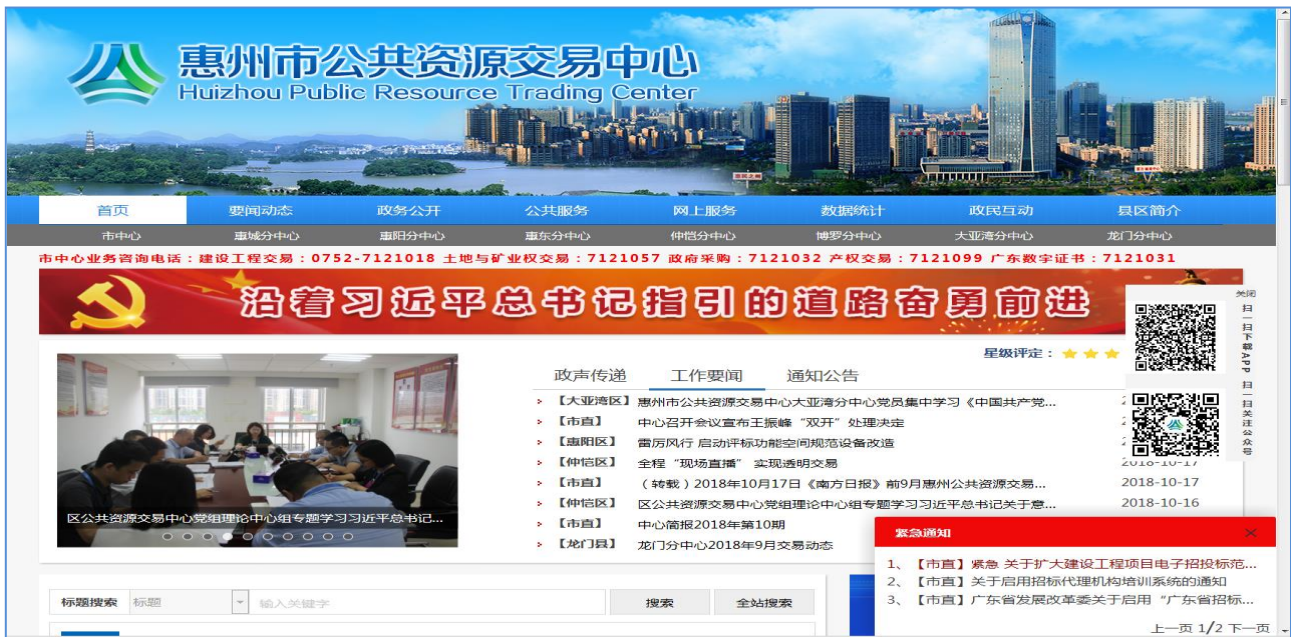 惠州市公共资源交易中心
Huizhou Public Resource Trading Center
首页 要闻动态 政务公开 公共服务 网上服务 数据统计 政民互动 县区简介
市中心 惠城分中心 惠阳分中心 惠东分中心 仲恺分中心 博罗分中心 大亚湾分中心 龙门分中心
市中心业务咨询电话：建设工程交易：0752-7121018 土地与矿业权交易：7121057 政府采购：7121032 产权交易：7121099 广东数字证书：7121031
沿着习近平总书记指引的道路奋勇前进
关闭
扫一扫下载APP
扫一扫关注公众号
星级评定：
政声传递 工作要闻 通知公告
【大亚湾区】惠州市公共资源交易中心大亚湾分中心党员集中学习《中国共产党...
【市直】 中心召开会议宣布王振峰“双开”处理决定
【惠阳区】 雷厉风行 启动评标功能空间规范设备改造
【仲恺区】 全程“现场直播” 实现透明交易 2018-10-17
【市直】 （转载）2018年10月17日《南方日报》前9月惠州公共资源交易... 2018-10-17
【仲恺区】 区公共资源交易中心党组理论中心组专题学习习近平总书记关于意... 2018-10-16
【市直】 中心简报2018年第10期
【龙门县】 龙门分中心2018年9月交易动态
区公共资源交易中心党组理论中心组专题学习习近平总书记...
紧急通知
1、【市直】紧急 关于扩大建设工程项目电子招投标范...
2、【市直】关于启用招标代理机构培训系统的通知
3、【市直】广东省发展改革委关于启用“广东省招标...
上一页 1/2 下一页
标题搜索 标题 输入关键字 搜索 全站搜索